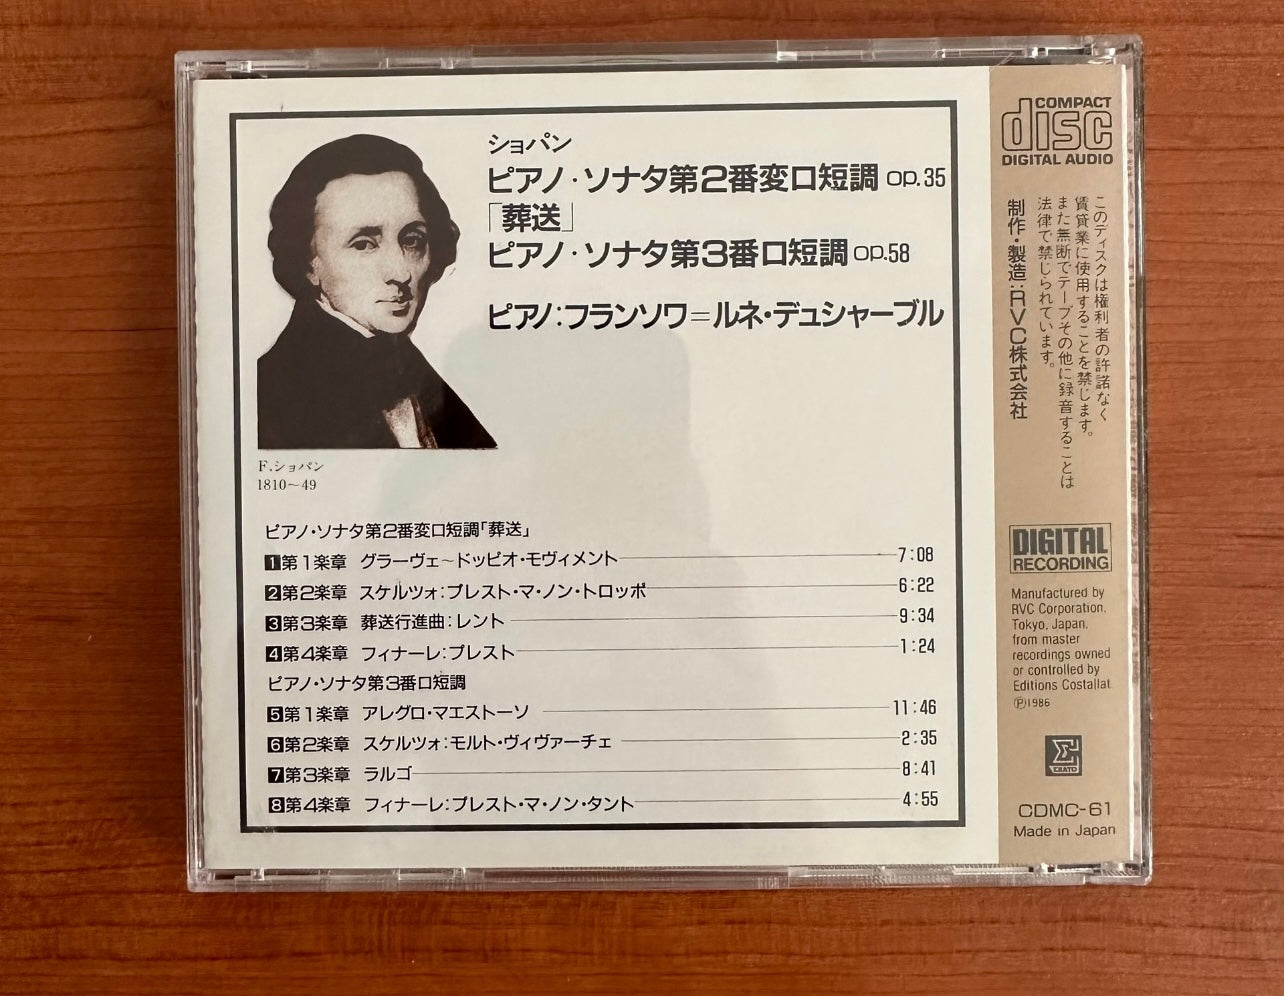 ショパン
ピアノ・ソナタ第2番変ロ短調 op.35
「葬送」
ピアノ・ソナタ第3番ロ短調 op.58
ピアノ:フランソワ=ルネ・デュシャーブル
F.ショパン
1810〜49
ピアノ・ソナタ第2番変ロ短調「葬送」
1 第1楽章 グラーヴェ〜ドッピオ・モヴィメント 7:08
2 第2楽章 スケルツォ:プレスト・マ・ノン・トロッポ 6:22
3 第3楽章 葬送行進曲:レント 9:34
4 第4楽章 フィナーレ:プレスト 1:24
ピアノ・ソナタ第3番ロ短調
5 第1楽章 アレグロ・マエストーソ 11:46
6 第2楽章 スケルツォ:モルト・ヴィヴァーチェ 2:35
7 第3楽章 ラルゴ 8:41
8 第4楽章 フィナーレ:プレスト・マ・ノン・タント 4:55
COMPACT
disc
DIGITAL AUDIO
このディスクは権利者の許諾なく
賃貸業に使用することを禁じます。
また無断でテープその他に録音することは
法律で禁じられています。
制作・製造:RVC株式会社
DIGITAL
RECORDING
Manufactured by
RVC Corporation,
Tokyo, Japan,
from master
recordings owned
or controlled by
Editions Costallat
℗1986
ERATO
CDMC-61
Made in Japan